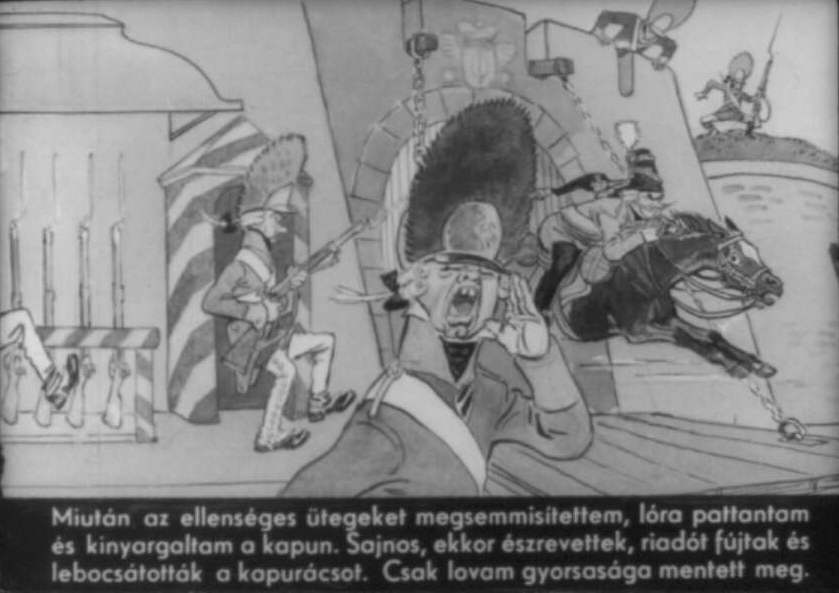 Miután az ellenséges ütegeket megsemmisítettem, lóra pattantam
és kinyargaltam a kapun. Sajnos, ekkor észrevettek, riadót fújtak és
lebocsátották a kapurácsot. Csak lovam gyorsasága mentett meg.